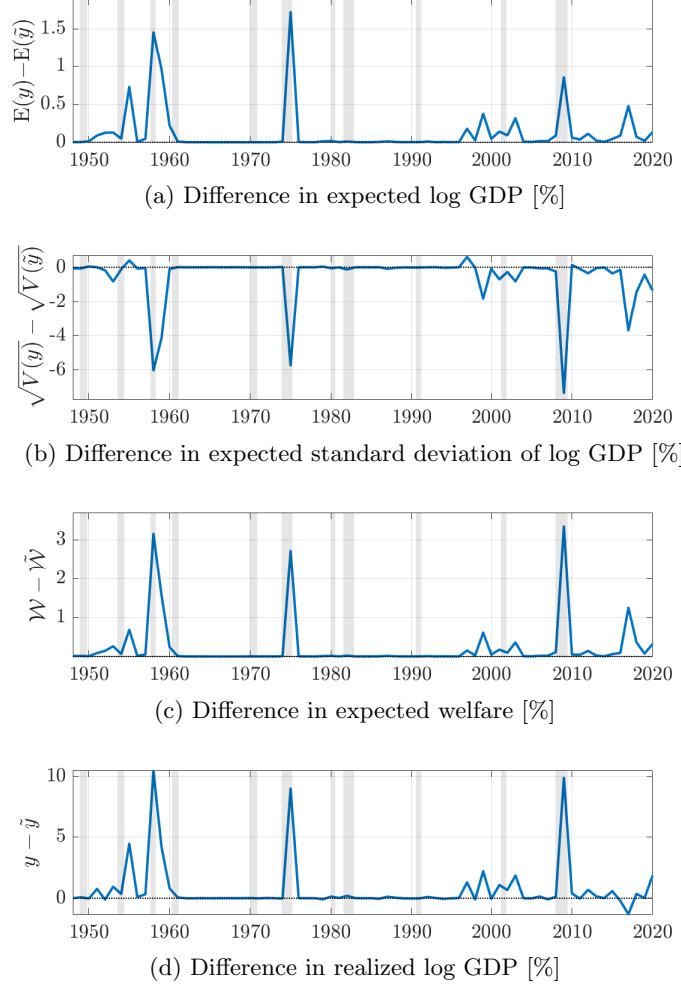 1.5
1
0.5
0
E(y)−E(ỹ)
1950 1960 1970 1980 1990 2000 2010 2020
(a) Difference in expected log GDP [%]
0
-2
-4
-6
√V(y) − √V(ỹ)
1950 1960 1970 1980 1990 2000 2010 2020
(b) Difference in expected standard deviation of log GDP [%]
3
2
1
𝒲 − 𝒲̃
1950 1960 1970 1980 1990 2000 2010 2020
(c) Difference in expected welfare [%]
10
5
0
y − ỹ
1950 1960 1970 1980 1990 2000 2010 2020
(d) Difference in realized log GDP [%]